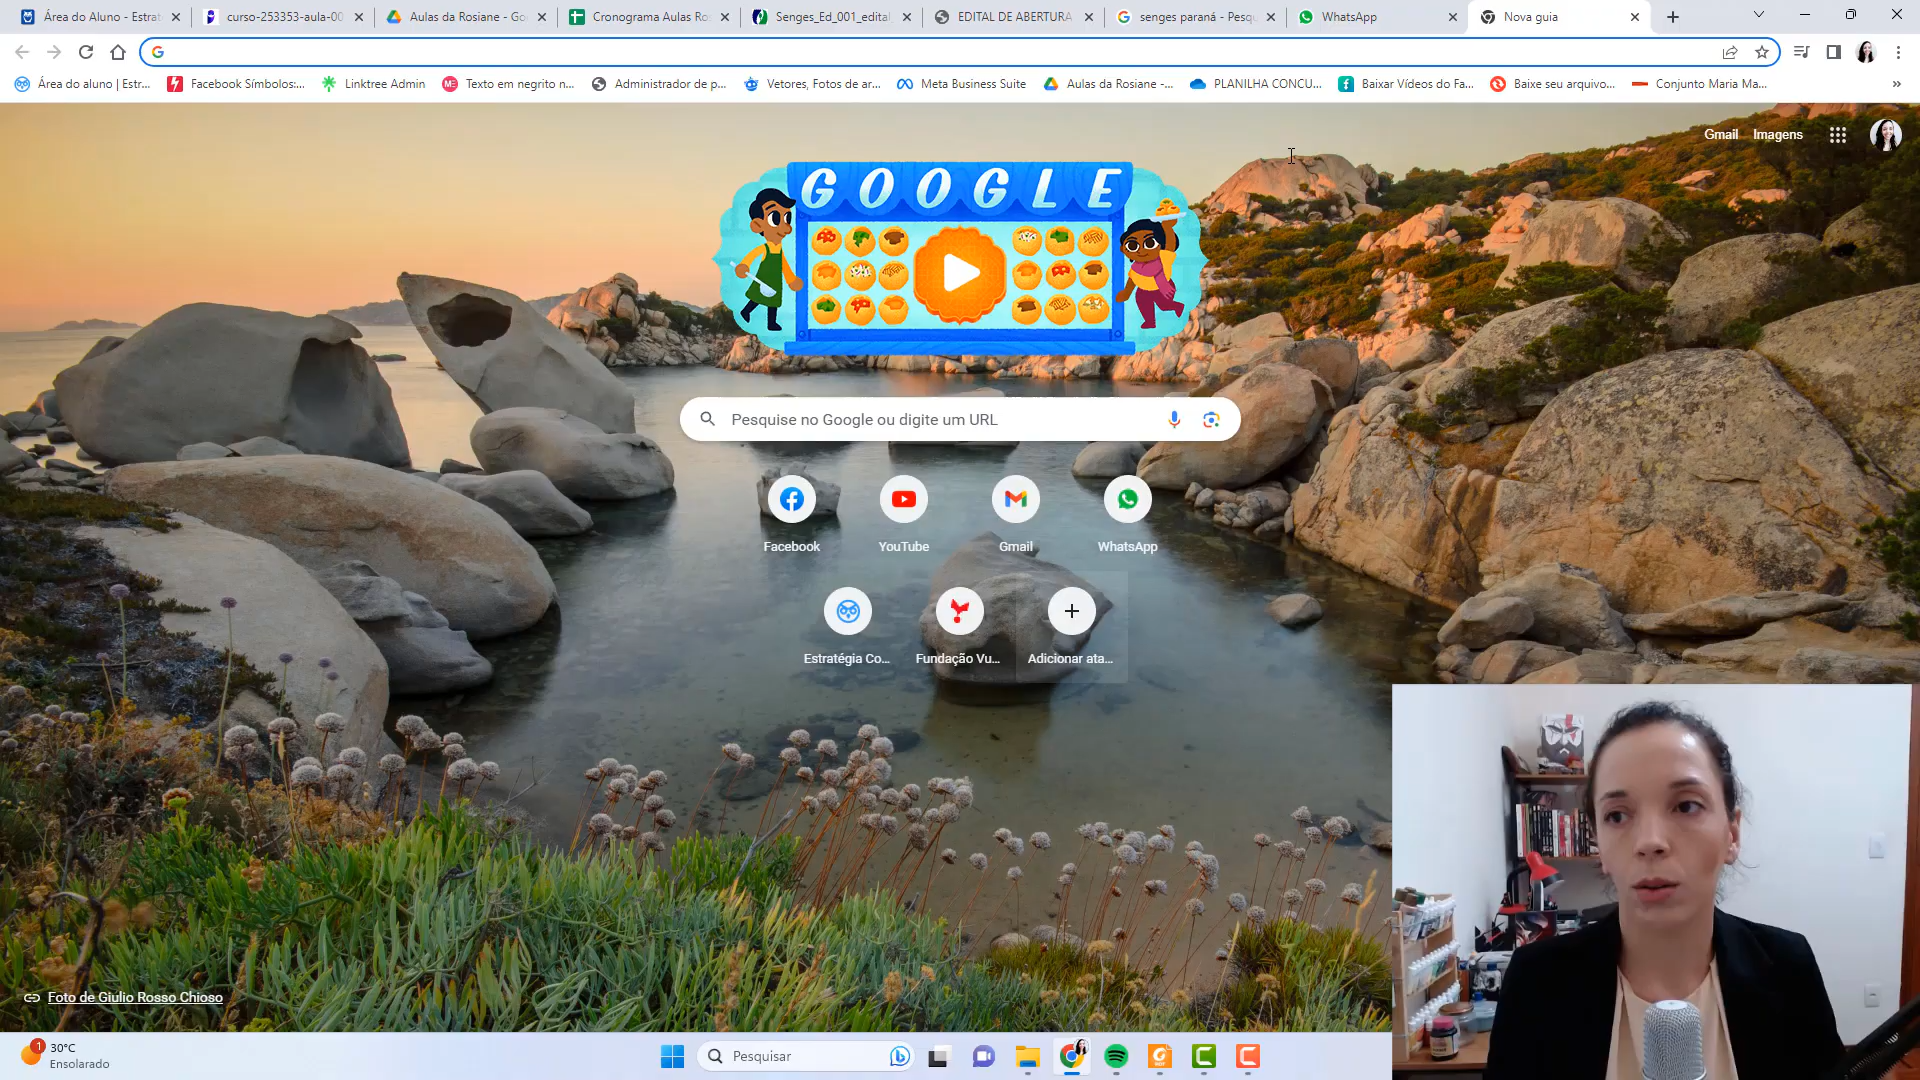 Área do Aluno - Estrat
curso-253353-aula-00
Aulas da Rosiane - Go
Cronograma Aulas Ros
Senges_Ed_001_edital
EDITAL DE ABERTURA
senges paraná - Pesqu
WhatsApp
Nova guia
Área do aluno | Estr...
Facebook Símbolos:...
Linktree Admin
Texto em negrito n...
Administrador de p...
Vetores, Fotos de ar...
Meta Business Suite
Aulas da Rosiane -...
PLANILHA CONCU...
Baixar Vídeos do Fa...
Baixe seu arquivo...
Conjunto Maria Ma...
»
Gmail
Imagens
GOOGLE
Pesquise no Google ou digite um URL
Facebook
YouTube
Gmail
WhatsApp
Estratégia Co...
Fundação Vu...
Adicionar ata...
Foto de Giulio Rosso Chioso
1
30°C
Ensolarado
Pesquisar